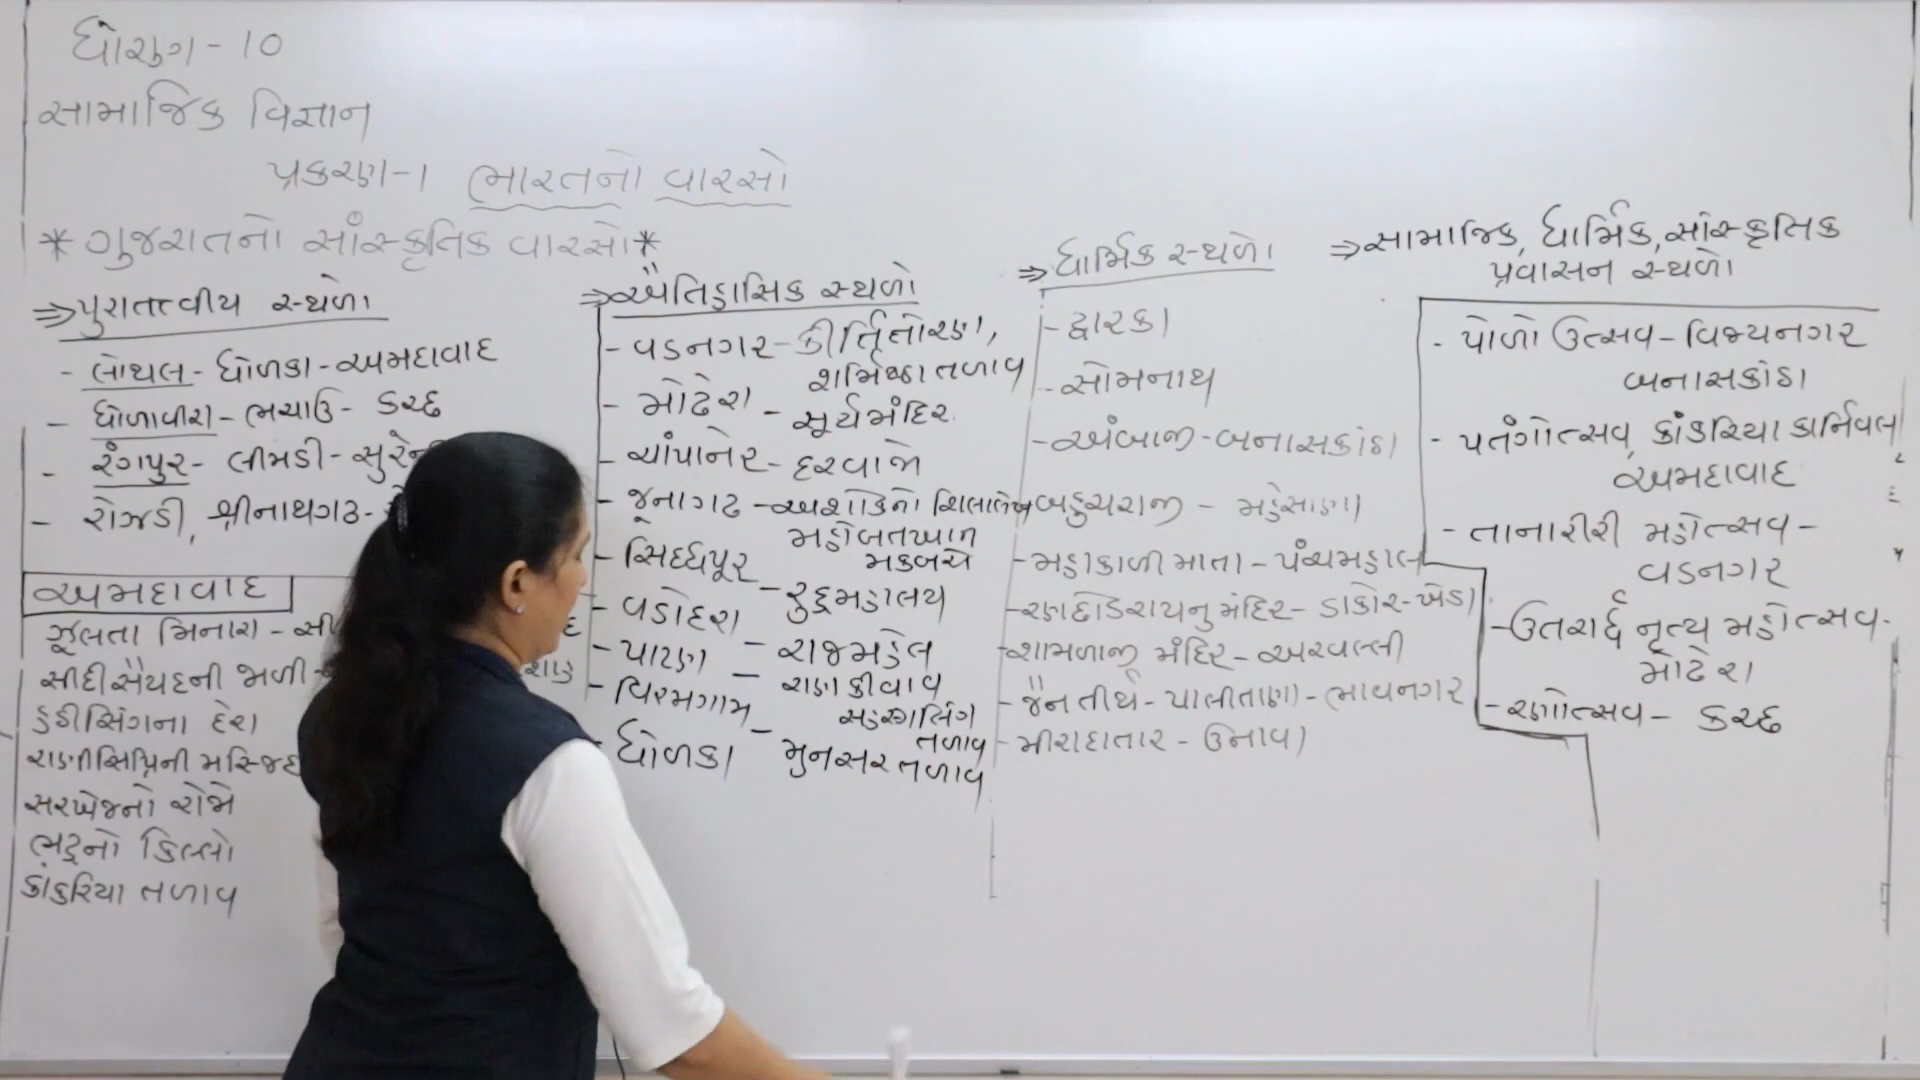 ધોરણ - 10
સામાજિક વિજ્ઞાન
પ્રકરણ-1 ભારતનો વારસો
* ગુજરાતનો સાંસ્કૃતિક વારસો *
⇒ પુરાતત્વીય સ્થળો
- લોથલ - ધોળકા - અમદાવાદ
- ધોળાવીરા - ભચાઉ - કચ્છ
- રંગપુર - લીમડી -
- રોઝડી, શ્રીનાથગઢ -
અમદાવાદ
ઝૂલતા મિનારા -
સીદીસૈયદની જાળી -
હઠીસિંગના દેરા
રાણીસિપ્રિની મસ્જિદ
સરખેજનો રોજો
ભદ્રનો કિલ્લો
કાંકરિયા તળાવ
⇒ ઐતિહાસિક સ્થળો
- વડનગર - કીર્તિતોરણ,
શર્મિષ્ઠા તળાવ
- મોઢેરા - સૂર્યમંદિર
- ચાંપાનેર - દરવાજો
- જૂનાગઢ - અશોકનો શિલાલેખ
મહોબતખાન
મકબરો
- સિદ્ધપૂર - રુદ્રમહાલય
- વડોદરા - રાજમહેલ
- પાટણ - રાણકીવાવ
સહસ્ત્રલિંગ
તળાવ
- વિરમગામ - મુનસર તળાવ
- ધોળકા
⇒ ધાર્મિક સ્થળો
- દ્વારકા
- સોમનાથ
- અંબાજી - બનાસકાંઠા
બહુચરાજી - મહેસાણા
- મહાકાળી માતા - પંચમહાલ
- રણછોડરાયનુ મંદિર - ડાકોર - ખેડા
- શામળાજી મંદિર - અરવલ્લી
- જૈન તીર્થ - પાલીતાણા - ભાવનગર
- મીરાદાતાર - ઉનાવા
⇒ સામાજિક, ધાર્મિક, સાંસ્કૃતિક
પ્રવાસન સ્થળો
- પોળો ઉત્સવ - વિજયનગર
બનાસકાંઠા
- પતંગોત્સવ, કાંકરિયા કાર્નિવલ
અમદાવાદ
- તાનારીરી મહોત્સવ -
વડનગર
- ઉતરાર્દ્ધ નૃત્ય મહોત્સવ -
મોઢેરા
- રણોત્સવ - કચ્છ